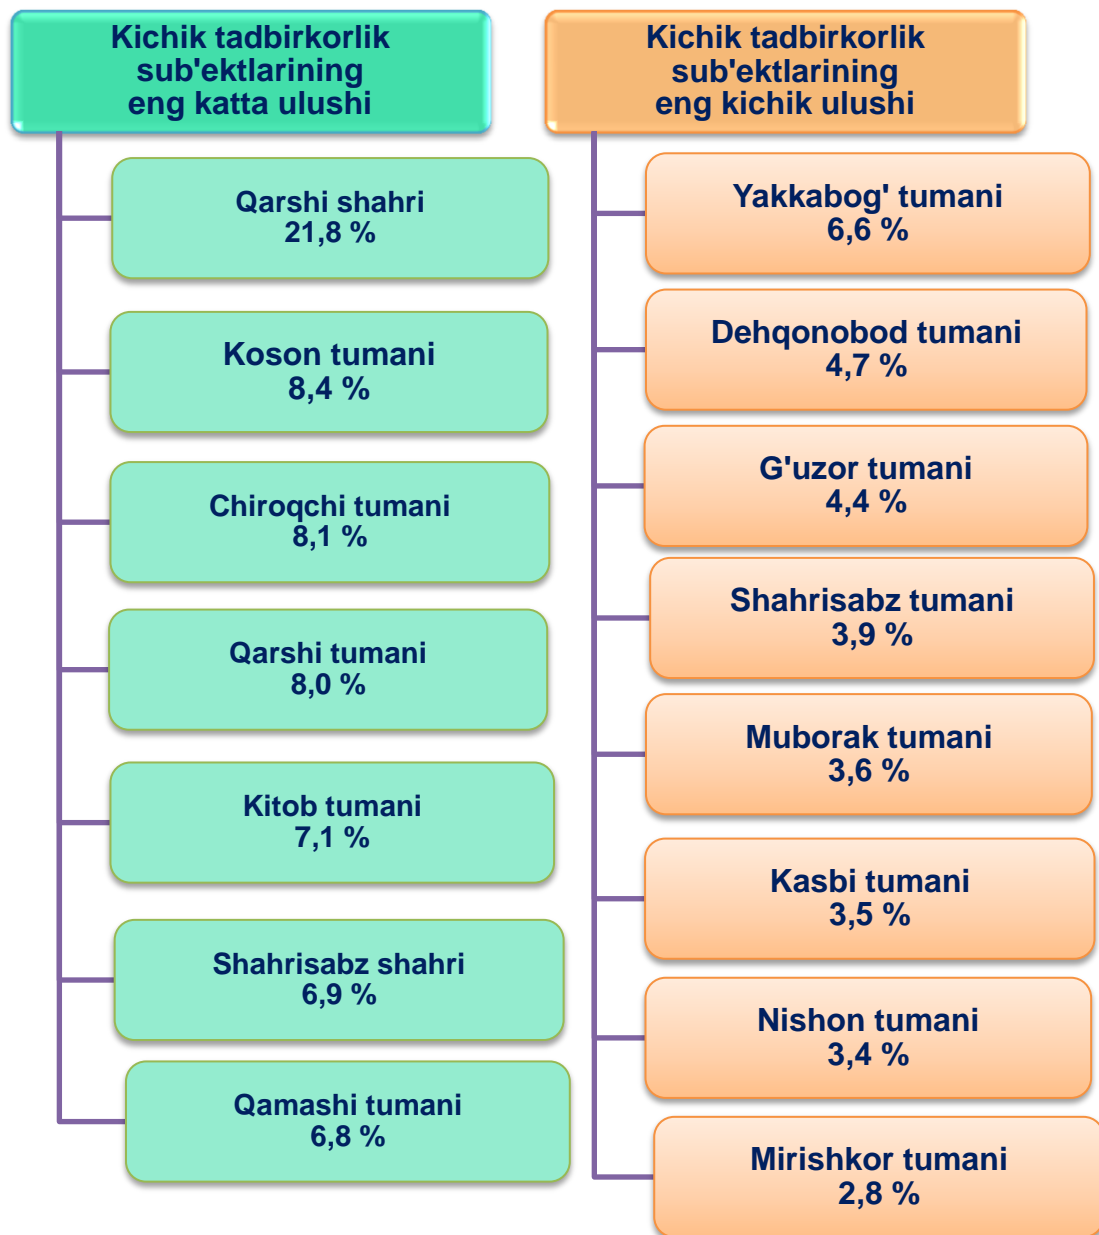 Kichik tadbirkorlik
sub'ektlarining
eng katta ulushi
Qarshi shahri
21,8 %
Koson tumani
8,4 %
Chiroqchi tumani
8,1 %
Qarshi tumani
8,0 %
Kitob tumani
7,1 %
Shahrisabz shahri
6,9 %
Qamashi tumani
6,8 %
Kichik tadbirkorlik
sub'ektlarining
eng kichik ulushi
Yakkabog' tumani
6,6 %
Dehqonobod tumani
4,7 %
G'uzor tumani
4,4 %
Shahrisabz tumani
3,9 %
Muborak tumani
3,6 %
Kasbi tumani
3,5 %
Nishon tumani
3,4 %
Mirishkor tumani
2,8 %